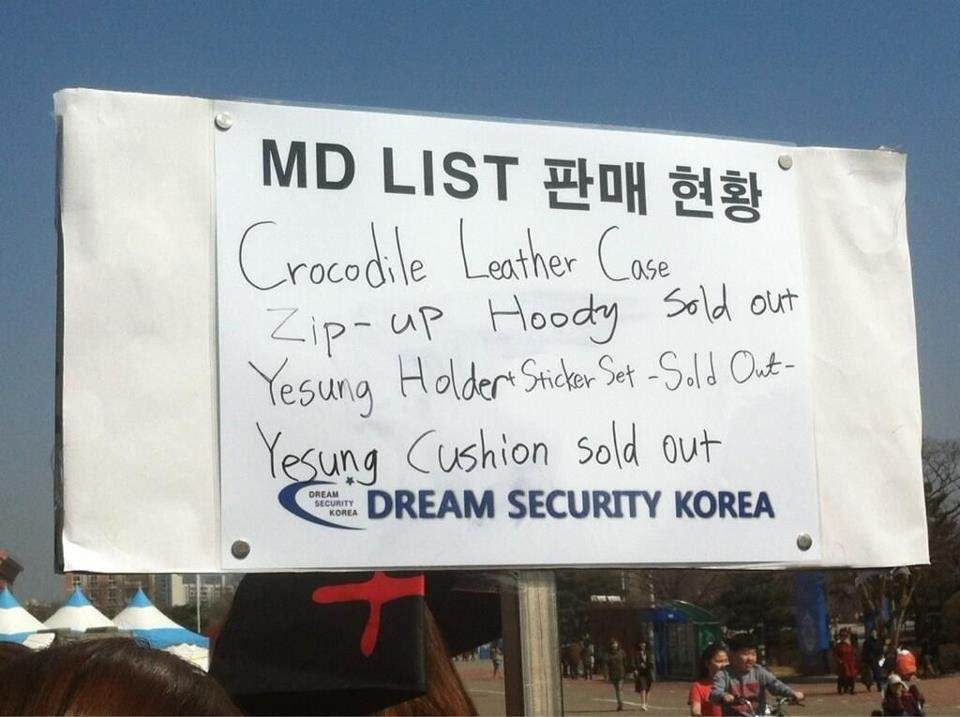 MD LIST 판매 현황
Crocodile Leather Case
Zip-up Hoody Sold out
Yesung Holder + Sticker Set -Sold Out-
Yesung Cushion sold out
DREAM
SECURITY
KOREA
DREAM SECURITY KOREA